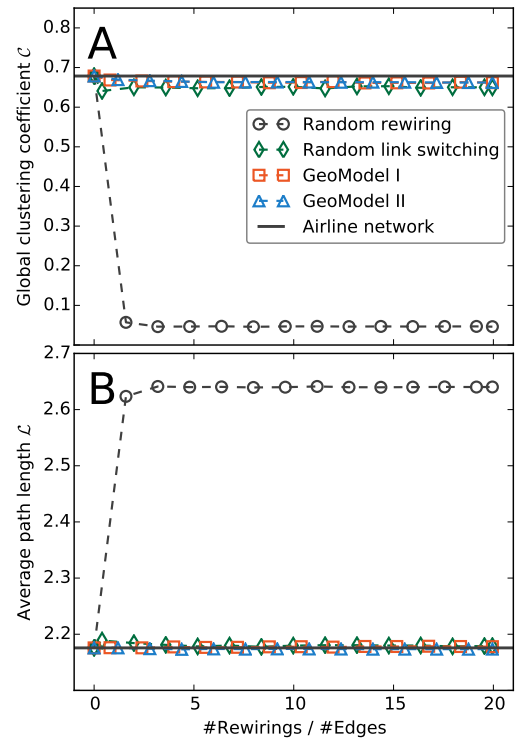 A
0.8
0.7
0.6
0.5
0.4
0.3
0.2
0.1
Global clustering coefficient 𝒞
Random rewiring
Random link switching
GeoModel I
GeoModel II
Airline network
B
2.7
2.6
2.5
2.4
2.3
2.2
Average path length ℒ
0 5 10 15 20
#Rewirings / #Edges